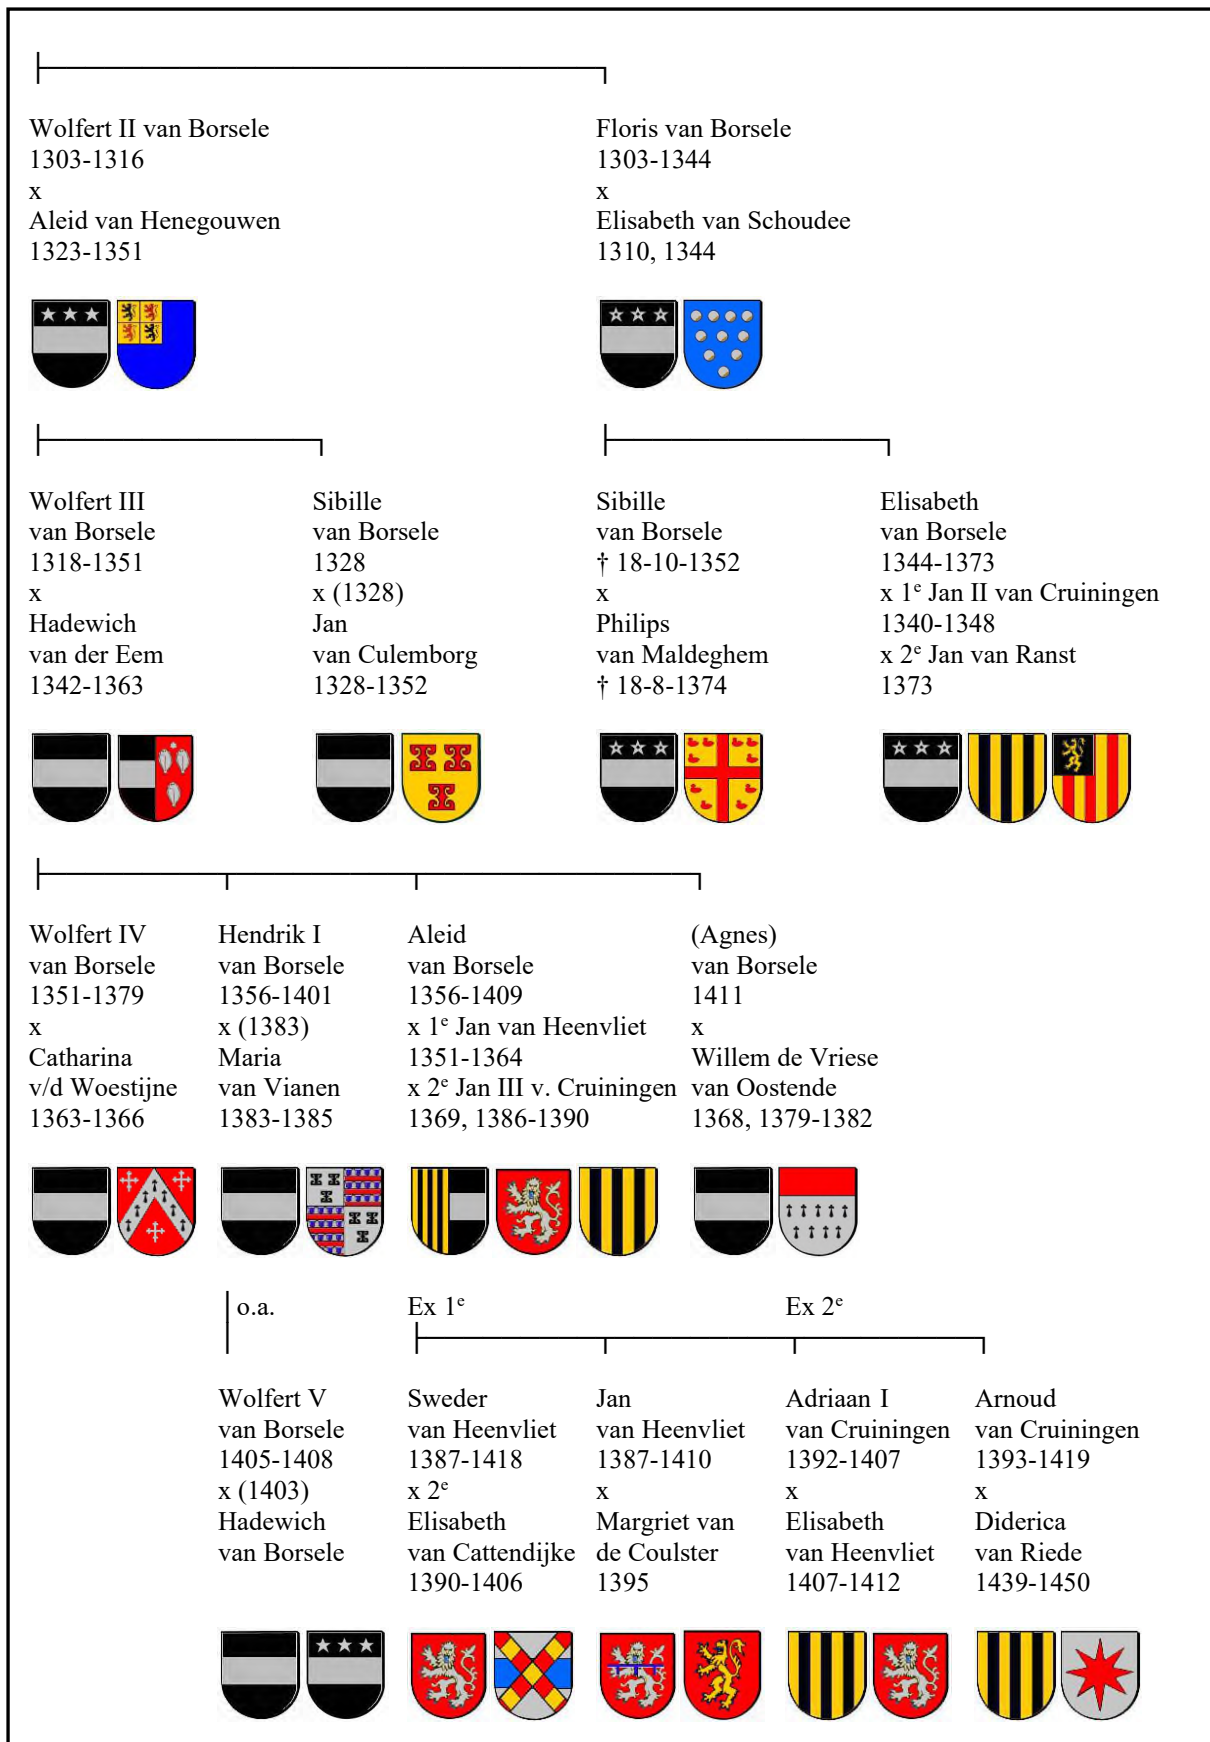 Wolfert II van Borsele
1303-1316
x
Aleid van Henegouwen
1323-1351
Floris van Borsele
1303-1344
x
Elisabeth van Schoudee
1310, 1344
Wolfert III
van Borsele
1318-1351
x
Hadewich
van der Eem
1342-1363
Sibille
van Borsele
1328
x (1328)
Jan
van Culemborg
1328-1352
Sibille
van Borsele
† 18-10-1352
x
Philips
van Maldeghem
† 18-8-1374
Elisabeth
van Borsele
1344-1373
x 1e Jan II van Cruiningen
1340-1348
x 2e Jan van Ranst
1373
Wolfert IV
van Borsele
1351-1379
x
Catharina
v/d Woestijne
1363-1366
Hendrik I
van Borsele
1356-1401
x (1383)
Maria
van Vianen
1383-1385
Aleid
van Borsele
1356-1409
x 1e Jan van Heenvliet
1351-1364
x 2e Jan III v. Cruiningen
1369, 1386-1390
(Agnes)
van Borsele
1411
x
Willem de Vriese
van Oostende
1368, 1379-1382
o.a.
Ex 1e
Ex 2e
Wolfert V
van Borsele
1405-1408
x (1403)
Hadewich
van Borsele
Sweder
van Heenvliet
1387-1418
x 2e
Elisabeth
van Cattendijke
1390-1406
Jan
van Heenvliet
1387-1410
x
Margriet van
de Coulster
1395
Adriaan I
van Cruiningen
1392-1407
x
Elisabeth
van Heenvliet
1407-1412
Arnoud
van Cruiningen
1393-1419
x
Diderica
van Riede
1439-1450